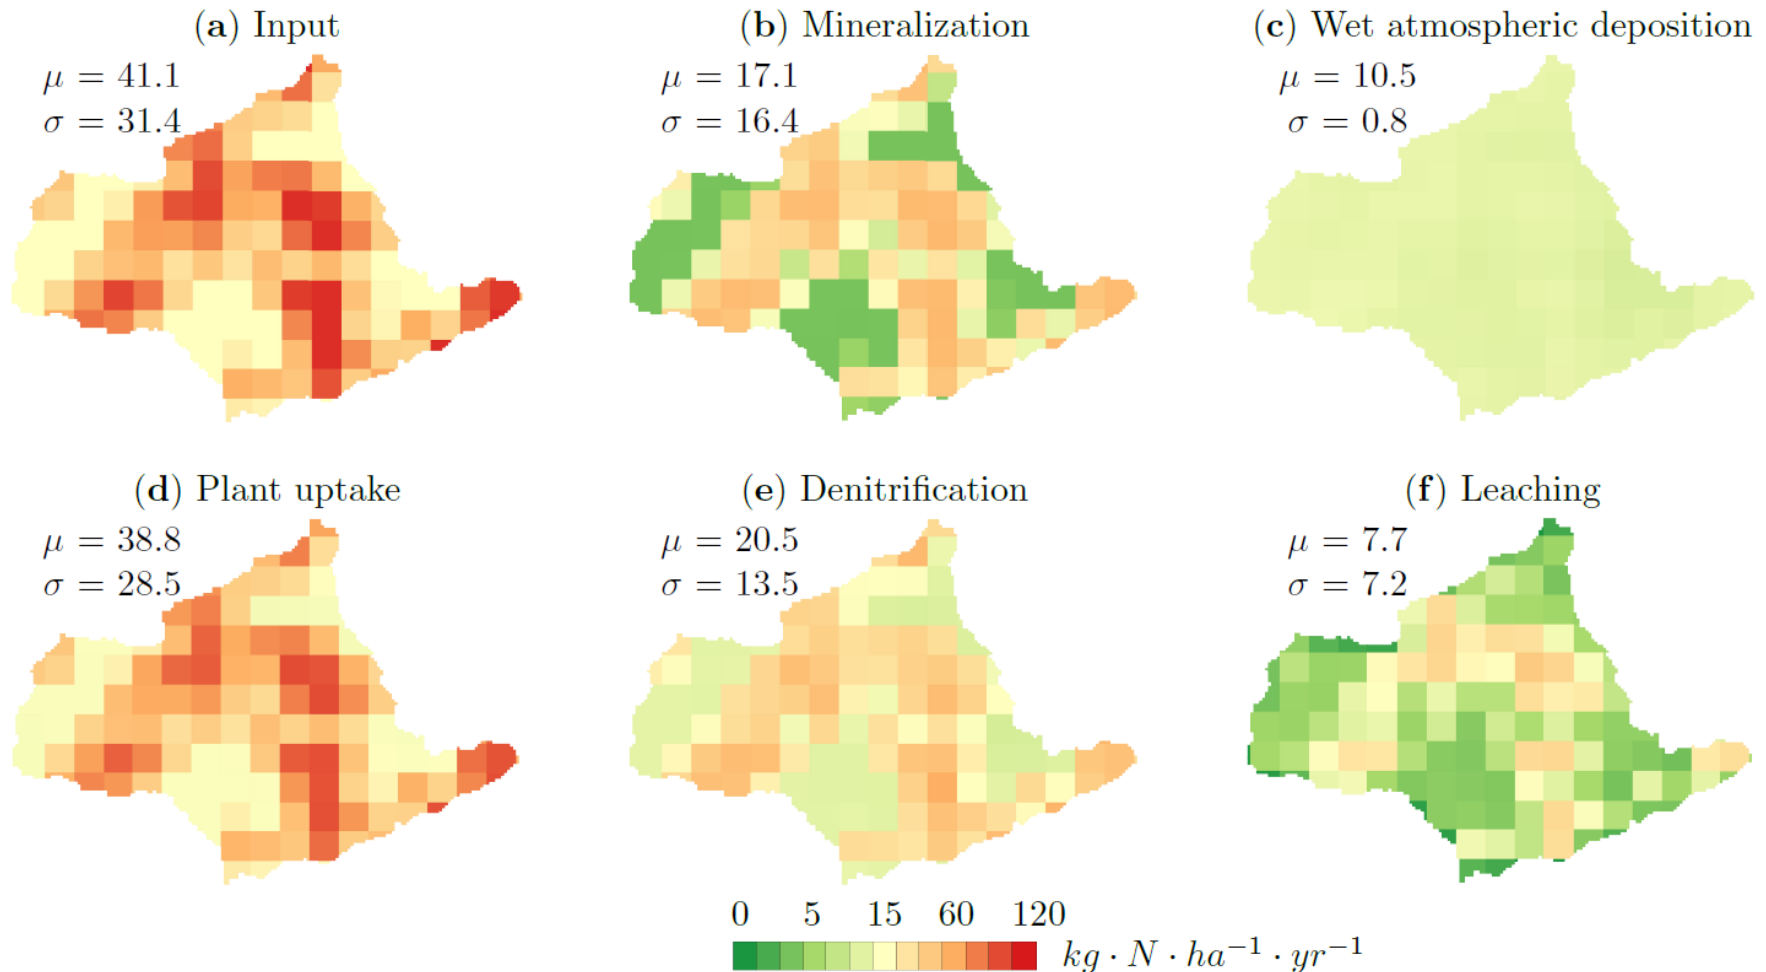 (a) Input
μ = 41.1
σ = 31.4
(b) Mineralization
μ = 17.1
σ = 16.4
(c) Wet atmospheric deposition
μ = 10.5
σ = 0.8
(d) Plant uptake
μ = 38.8
σ = 28.5
(e) Denitrification
μ = 20.5
σ = 13.5
(f) Leaching
μ = 7.7
σ = 7.2
0 5 15 60 120
kg · N · ha⁻¹ · yr⁻¹